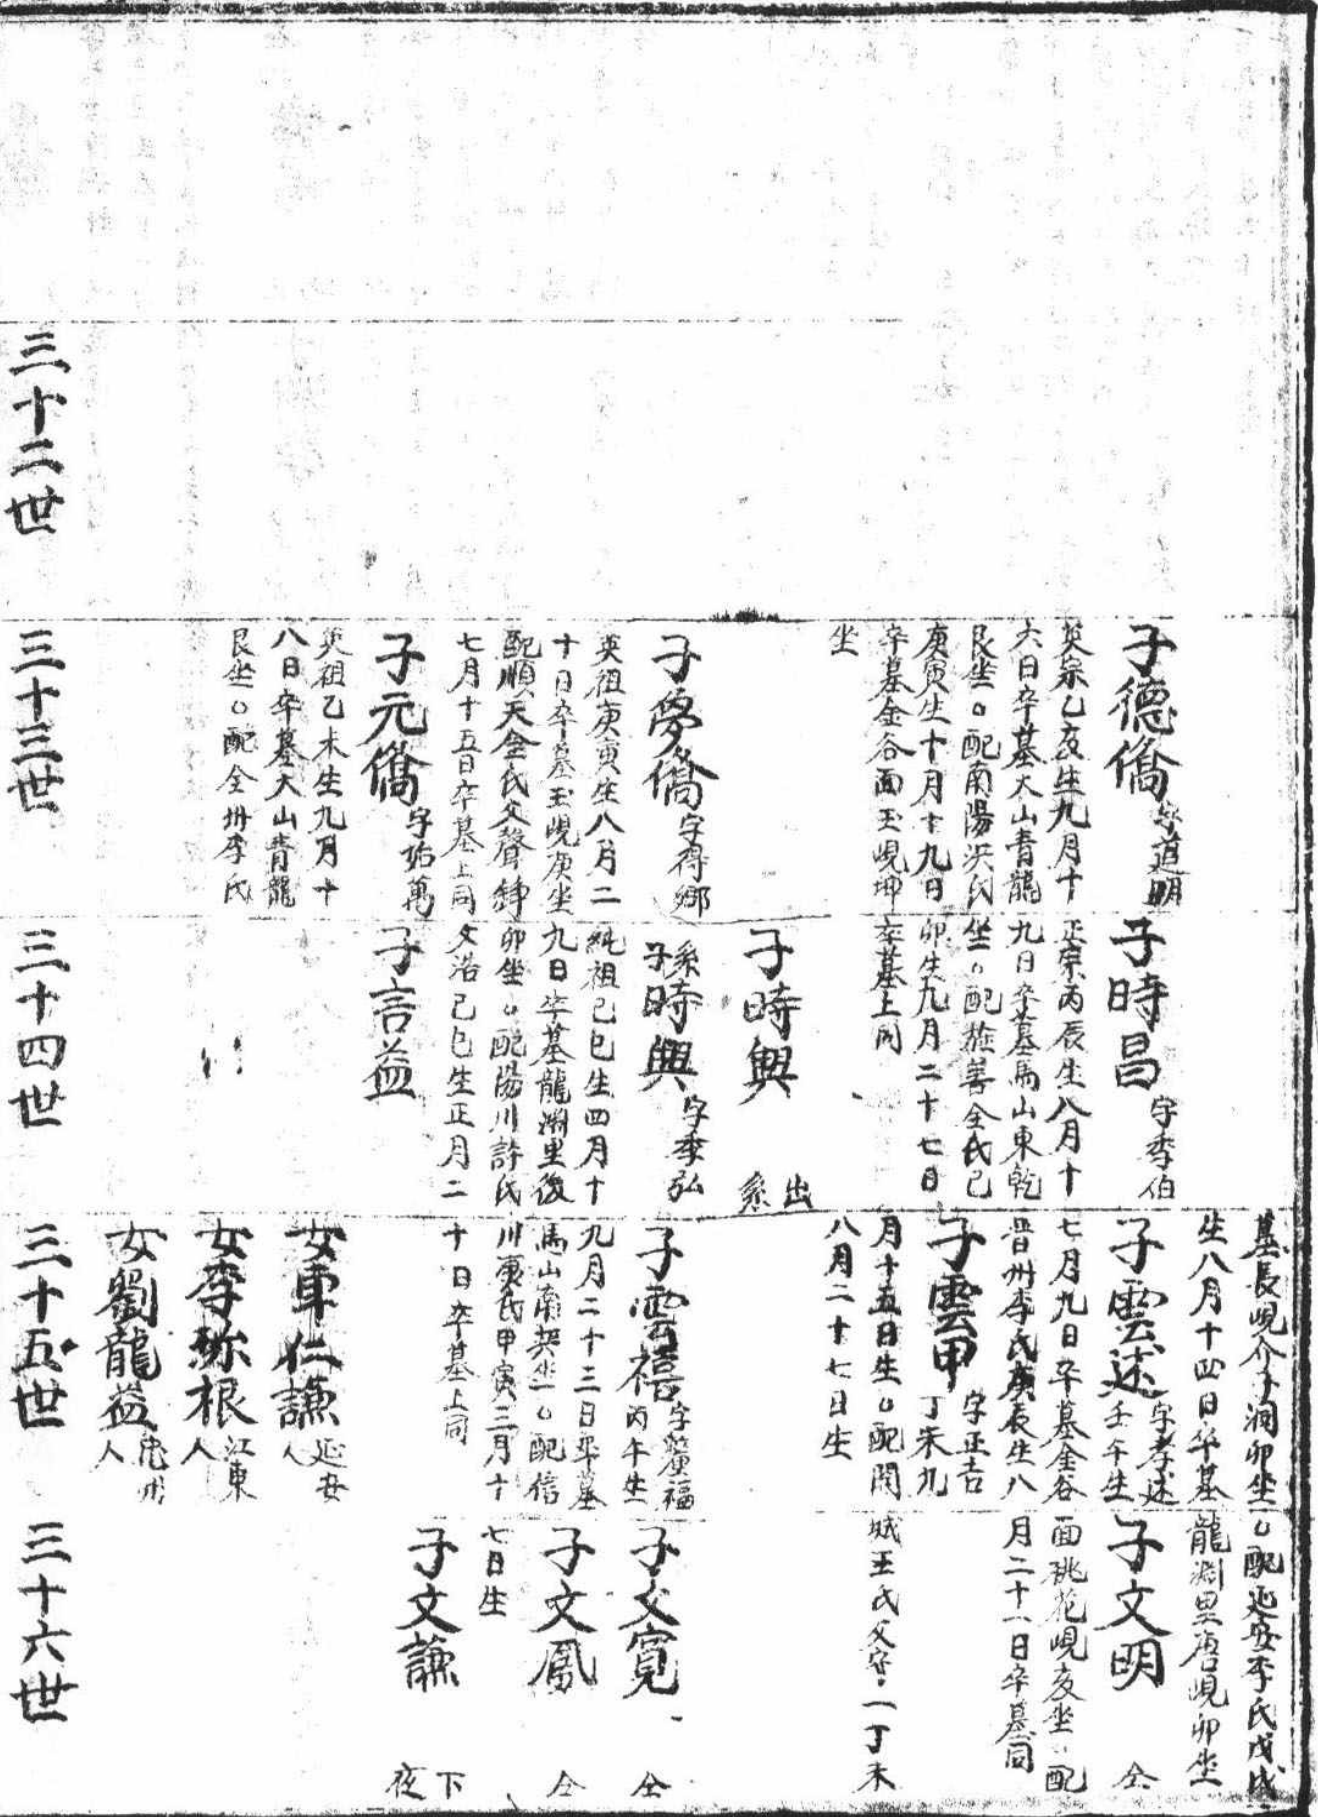 墓長峴介子洞卯坐○配延安李氏戊戌
生八月十四日卒墓龍淵里唐峴卯坐
三十二世
三十三世
子德僑 字道明
英宗乙亥生九月十
六日卒墓大山青龍
艮坐○配南陽洪氏
庚寅生十月十九日
卒墓金谷面玉峴坤
坐
子夢僑 字得鄉
英祖庚寅生八月二
十日卒墓玉峴庚坐
配順天金氏父聲錚
七月十五日卒墓上同
子元僑 字始萬
英祖乙未生九月十
八日卒墓大山青龍
艮坐○配全州李氏
三十四世
子時昌 字季伯
正宗丙辰生八月十
九日卒墓馬山東乾
坐○配旌善全氏己
卯生九月二十七日
卒墓上同
子時興 出系
系子時興 字季弘
純祖己巳生四月十
九日卒墓龍淵里後
卯坐○配陽川許氏
父浩己巳生正月二
子言益
三十五世
子雲述 字孝述
壬午生
七月九日卒墓金谷
晋州李氏庚辰生八
子雲甲 字正吉
丁未九
月十五日生○配開
八月二十七日生
子雲禧 字釐福
丙午生
九月二十三日卒墓
馬山南巽坐○配信
川康氏甲寅三月十
十日卒墓上同
女車仁謙 延安人
女李弥根 江東人
女劉龍益 人
三十六世
子文明 仝
面桃花峴亥坐○配
月二十一日卒墓同
城王氏父 丁未
子文寬 仝
子文鳳 仝
七日生
子文謙 下